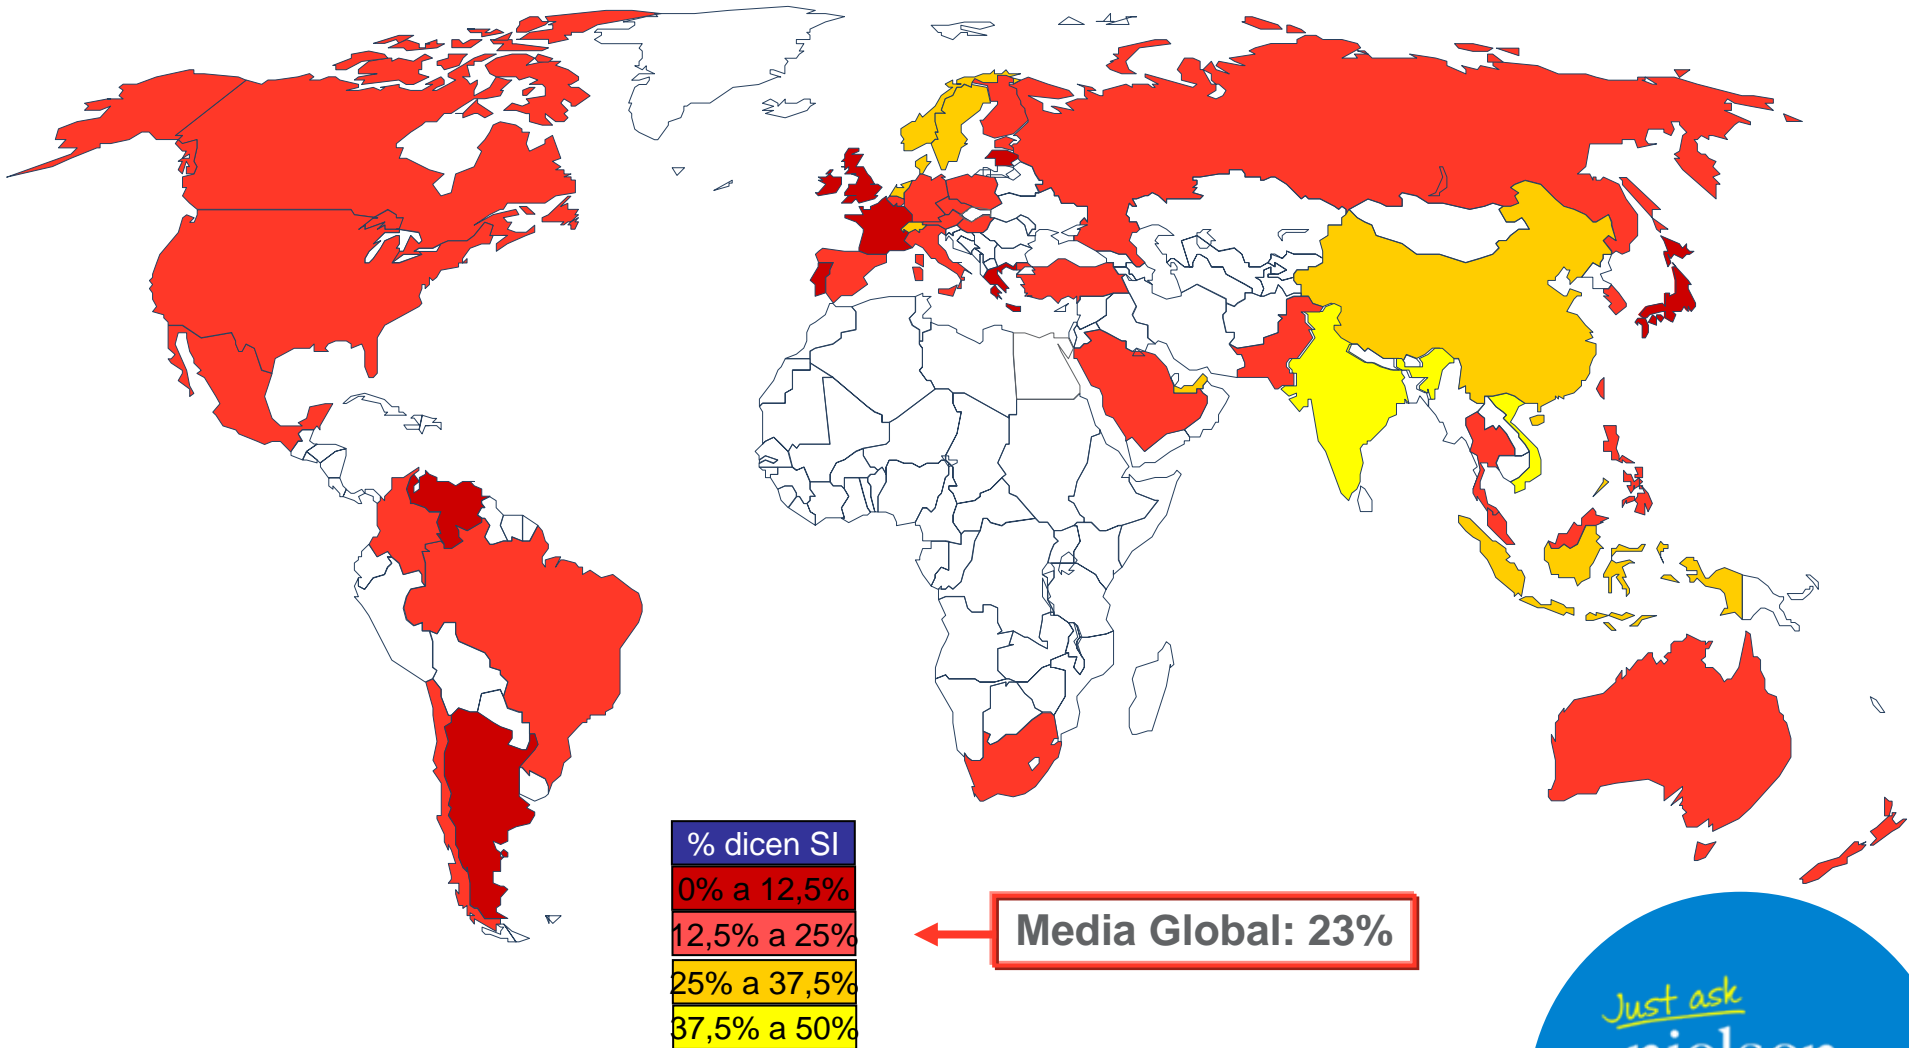 % dicen SI
0% a 12,5%
12,5% a 25%
25% a 37,5%
37,5% a 50%
Media Global: 23%
Just ask
nielsen